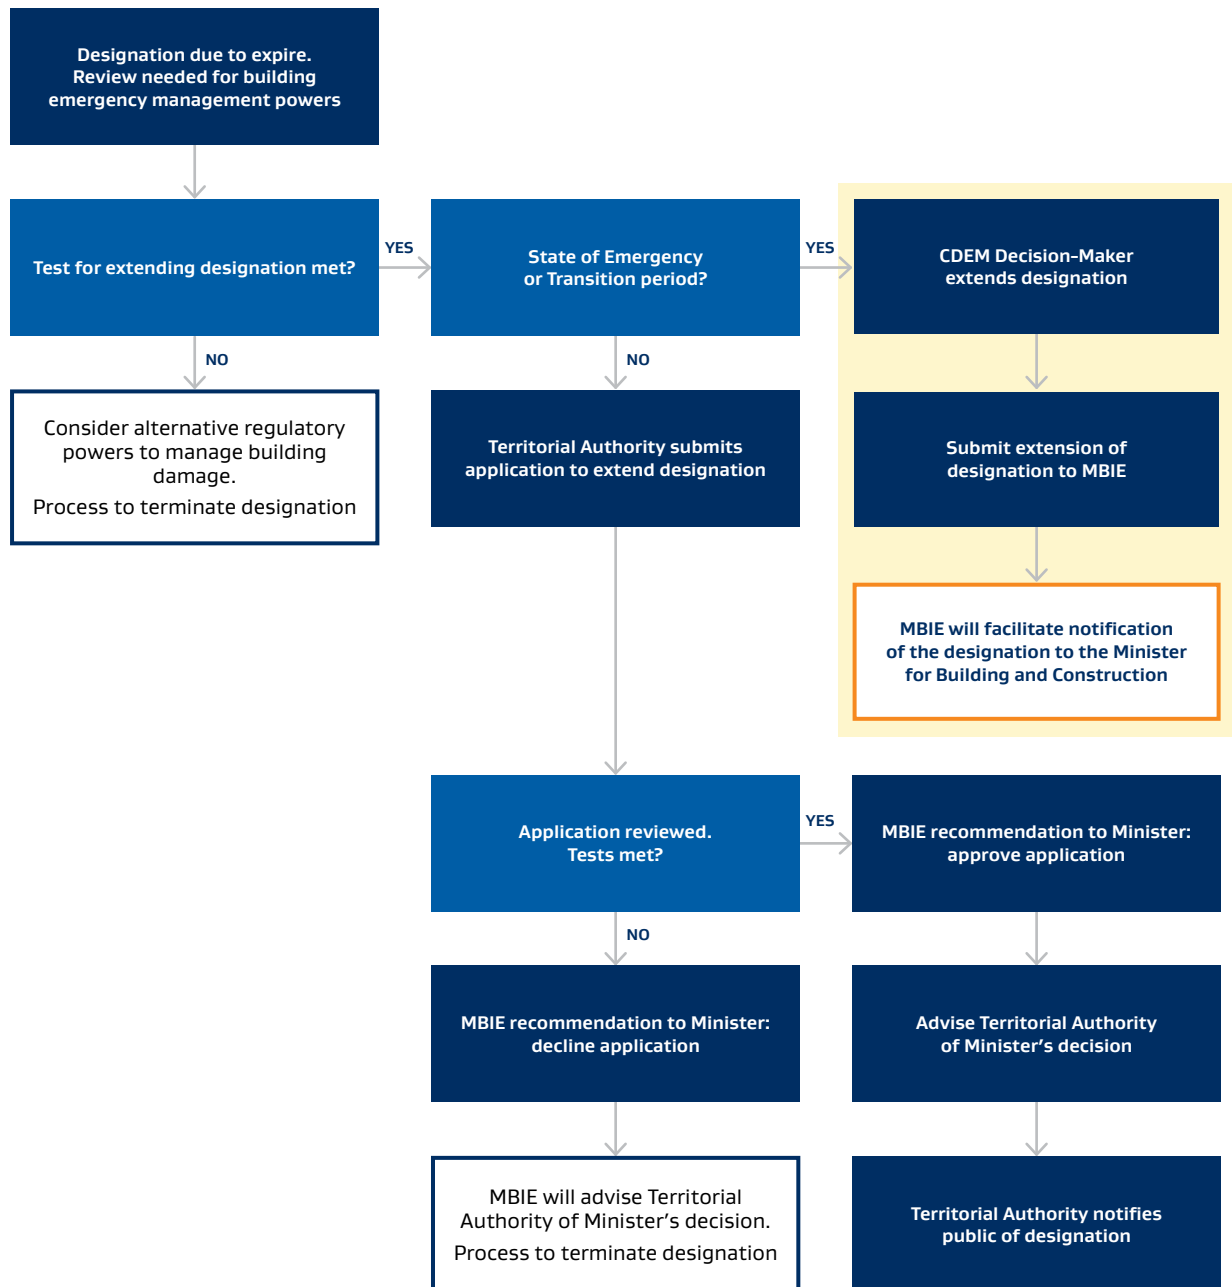 Designation due to expire.
Review needed for building
emergency management powers
Test for extending designation met?
YES
State of Emergency
or Transition period?
YES
CDEM Decision-Maker
extends designation
NO
NO
Consider alternative regulatory
powers to manage building
damage.
Process to terminate designation
Territorial Authority submits
application to extend designation
Submit extension of
designation to MBIE
MBIE will facilitate notification
of the designation to the Minister
for Building and Construction
Application reviewed.
Tests met?
YES
MBIE recommendation to Minister:
approve application
NO
MBIE recommendation to Minister:
decline application
Advise Territorial Authority
of Minister’s decision
MBIE will advise Territorial
Authority of Minister’s decision.
Process to terminate designation
Territorial Authority notifies
public of designation